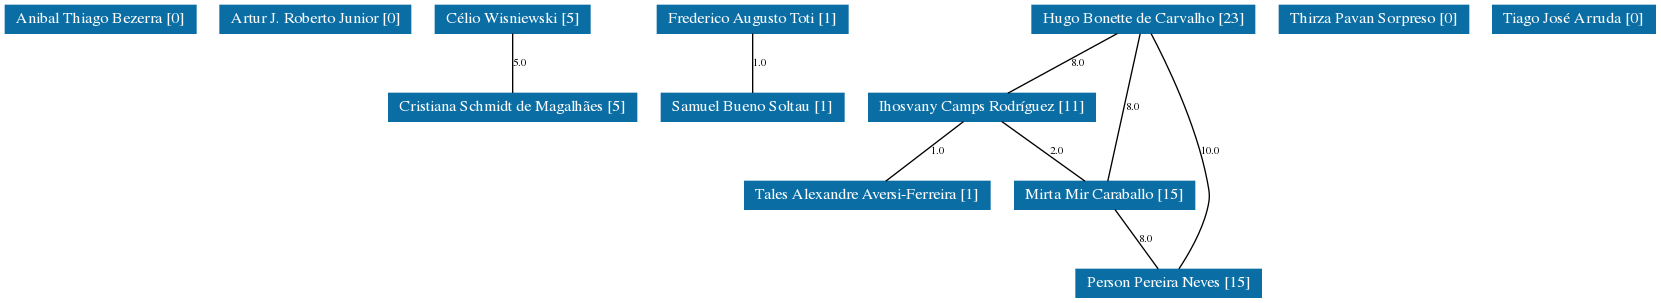 Anibal Thiago Bezerra [0]
Artur J. Roberto Junior [0]
Célio Wisniewski [5]
Frederico Augusto Toti [1]
Hugo Bonette de Carvalho [23]
Thirza Pavan Sorpreso [0]
Tiago José Arruda [0]
5.0
1.0
8.0
Cristiana Schmidt de Magalhães [5]
Samuel Bueno Soltau [1]
Ihosvany Camps Rodríguez [11]
8.0
1.0
2.0
10.0
Tales Alexandre Aversi-Ferreira [1]
Mirta Mir Caraballo [15]
8.0
Person Pereira Neves [15]